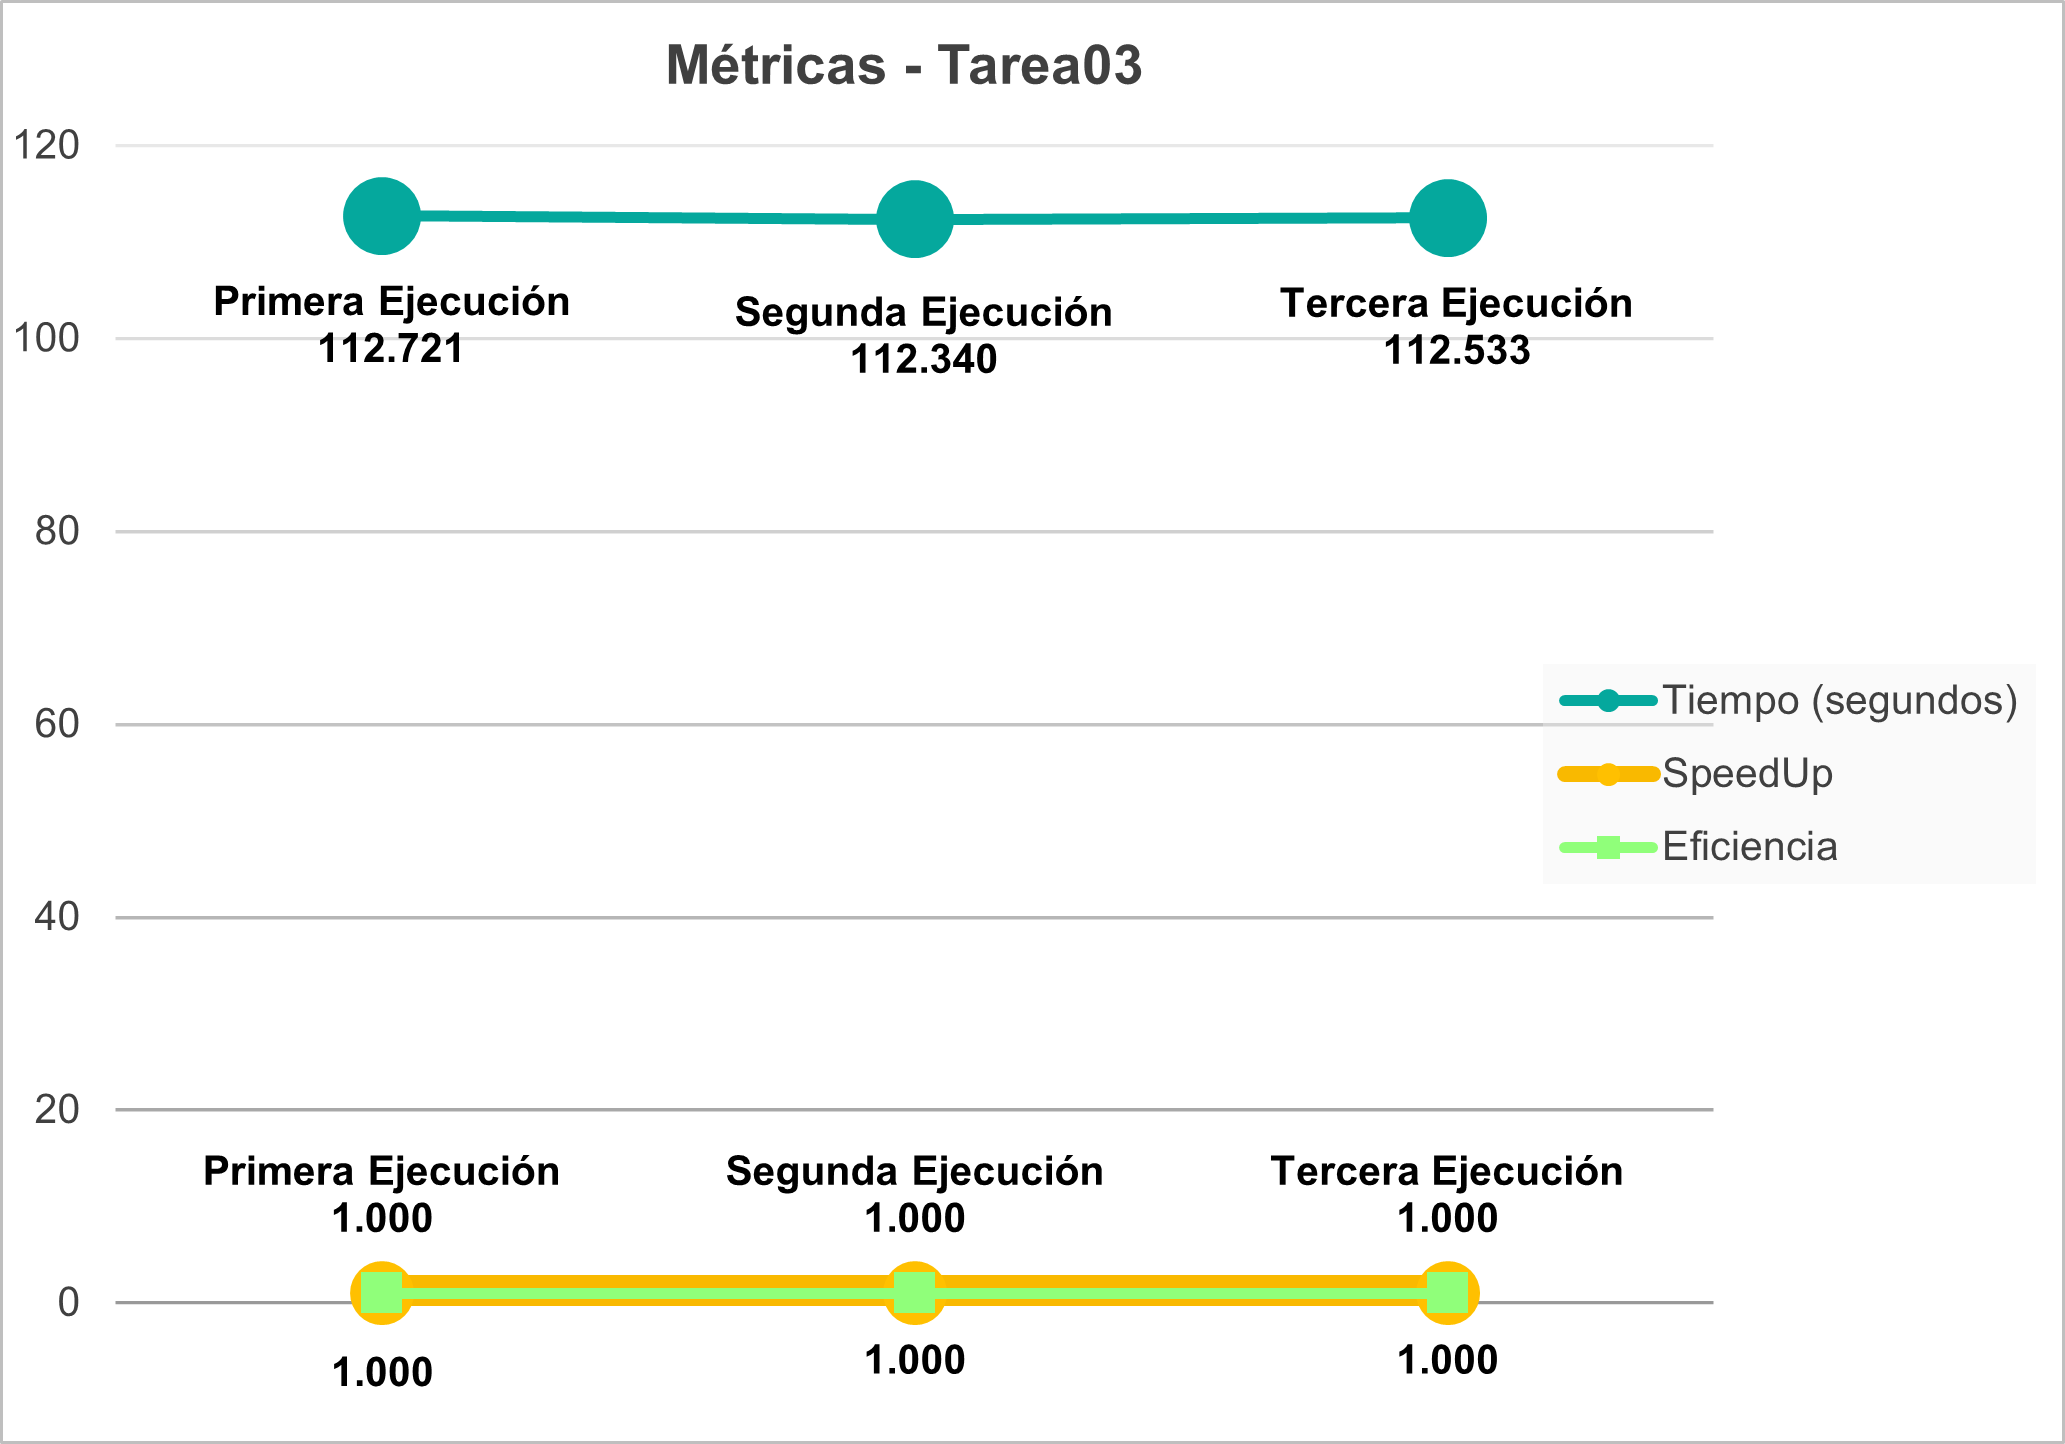 Métricas - Tarea03
120
100
80
60
40
20
0
Primera Ejecución
112.721
Segunda Ejecución
112.340
Tercera Ejecución
112.533
Tiempo (segundos)
SpeedUp
Eficiencia
Primera Ejecución
1.000
Segunda Ejecución
1.000
Tercera Ejecución
1.000
1.000
1.000
1.000